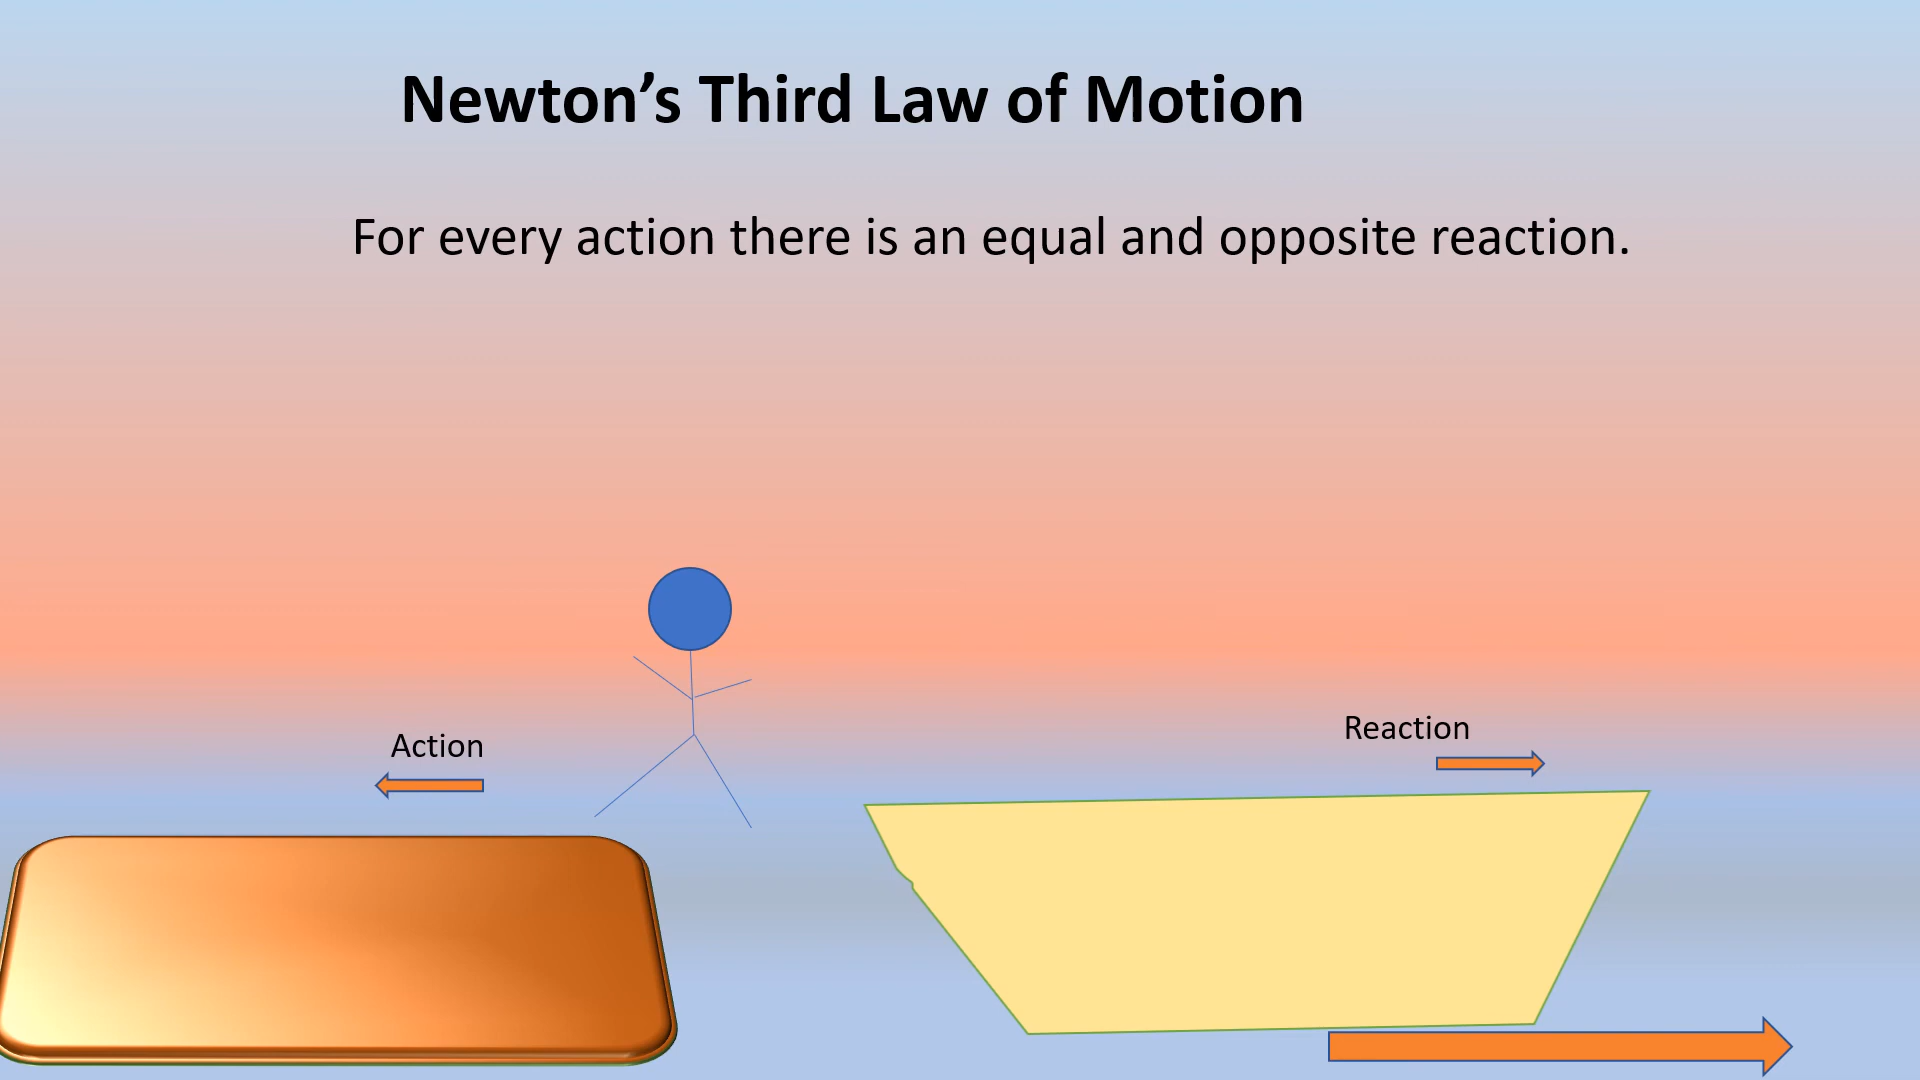 Newton’s Third Law of Motion
For every action there is an equal and opposite reaction.
Reaction
Action